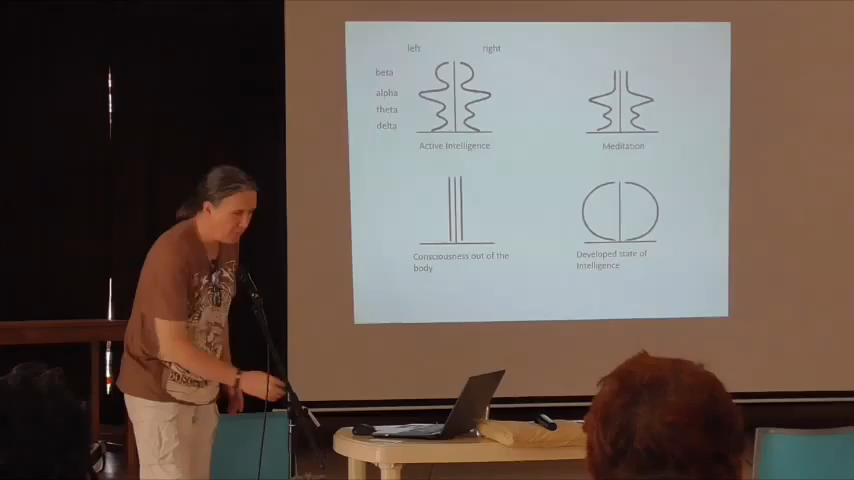 left right
beta
alpha
theta
delta
Active Intelligence
Meditation
Consciousness out of the
body
Developed state of
Intelligence